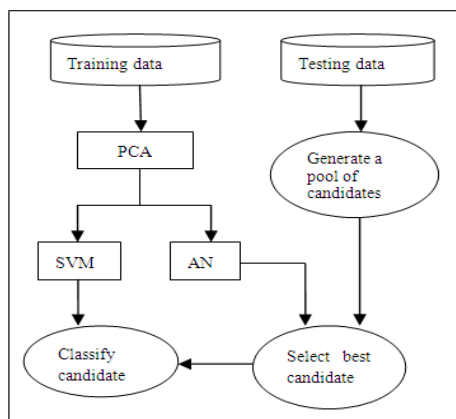 Training data
Testing data
PCA
Generate a
pool of
candidates
SVM
AN
Classify
candidate
Select best
candidate